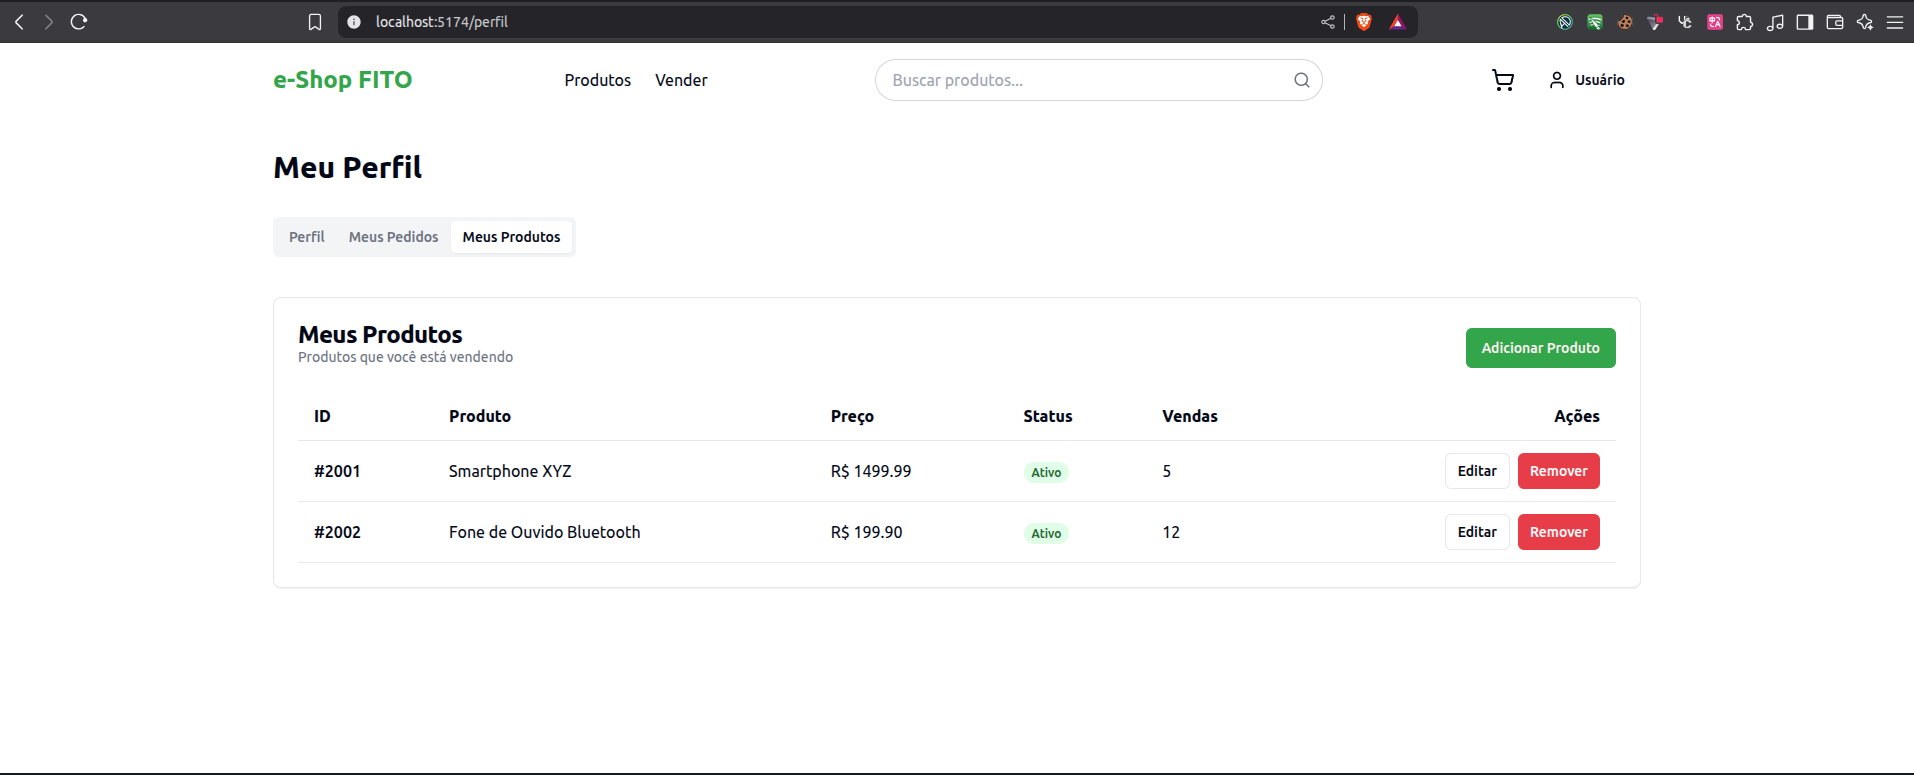 localhost:5174/perfil
e-Shop FITO
Produtos Vender
Buscar produtos...
Usuário
Meu Perfil
Perfil Meus Pedidos Meus Produtos
Meus Produtos
Produtos que você está vendendo
Adicionar Produto
ID Produto Preço Status Vendas Ações
#2001 Smartphone XYZ R$ 1499.99 Ativo 5 Editar Remover
#2002 Fone de Ouvido Bluetooth R$ 199.90 Ativo 12 Editar Remover